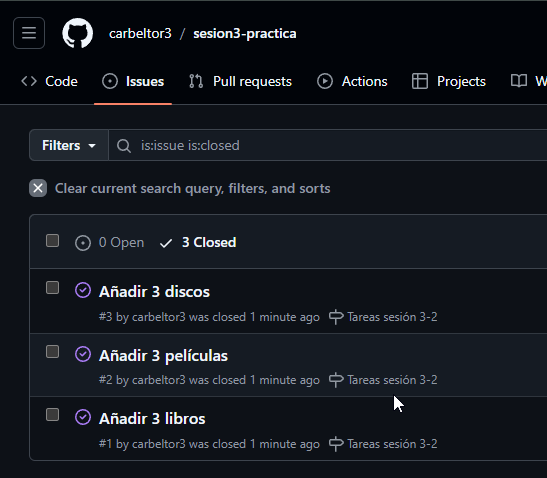 carbeltor3 / sesion3-practica
Code Issues Pull requests Actions Projects W
Filters is:issue is:closed
Clear current search query, filters, and sorts
0 Open 3 Closed
Añadir 3 discos
#3 by carbeltor3 was closed 1 minute ago Tareas sesión 3-2
Añadir 3 películas
#2 by carbeltor3 was closed 1 minute ago Tareas sesión 3-2
Añadir 3 libros
#1 by carbeltor3 was closed 1 minute ago Tareas sesión 3-2